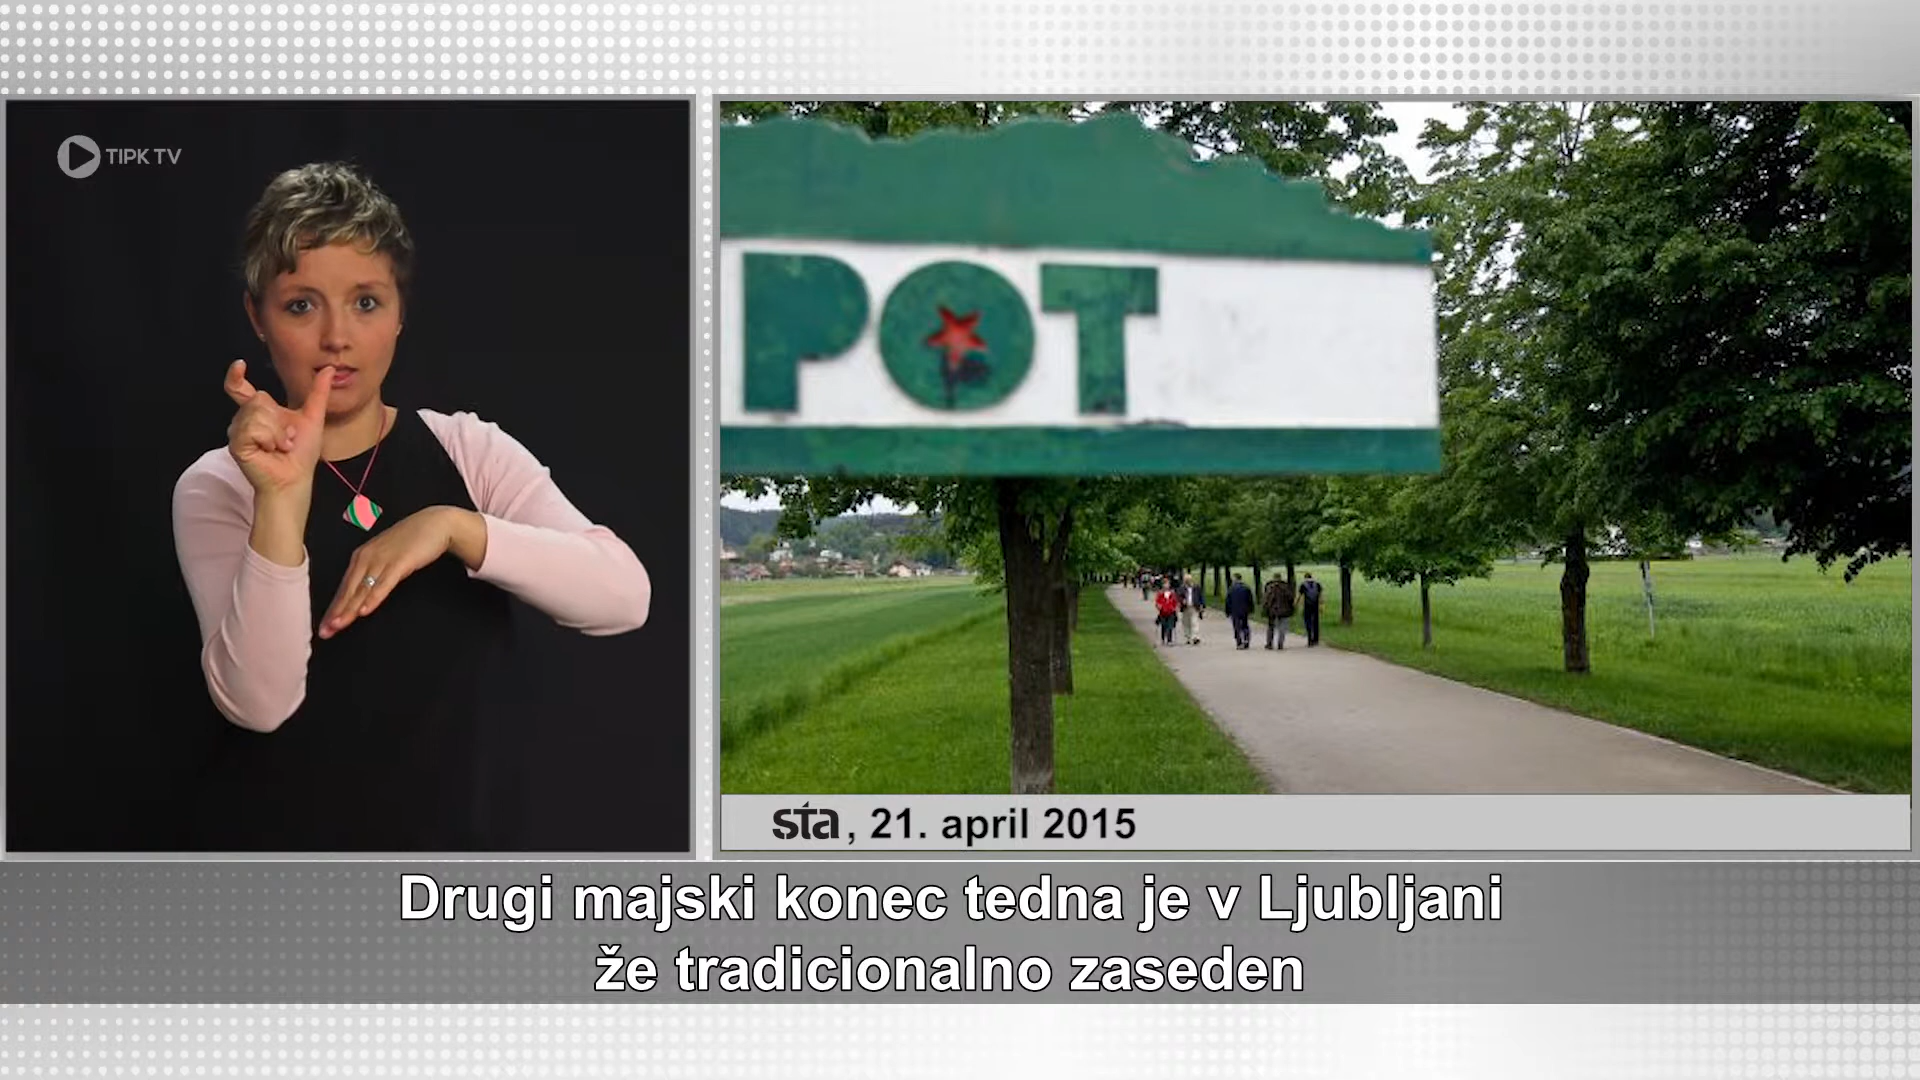 TIPK TV
POT
sta, 21. april 2015
Drugi majski konec tedna je v Ljubljani
že tradicionalno zaseden